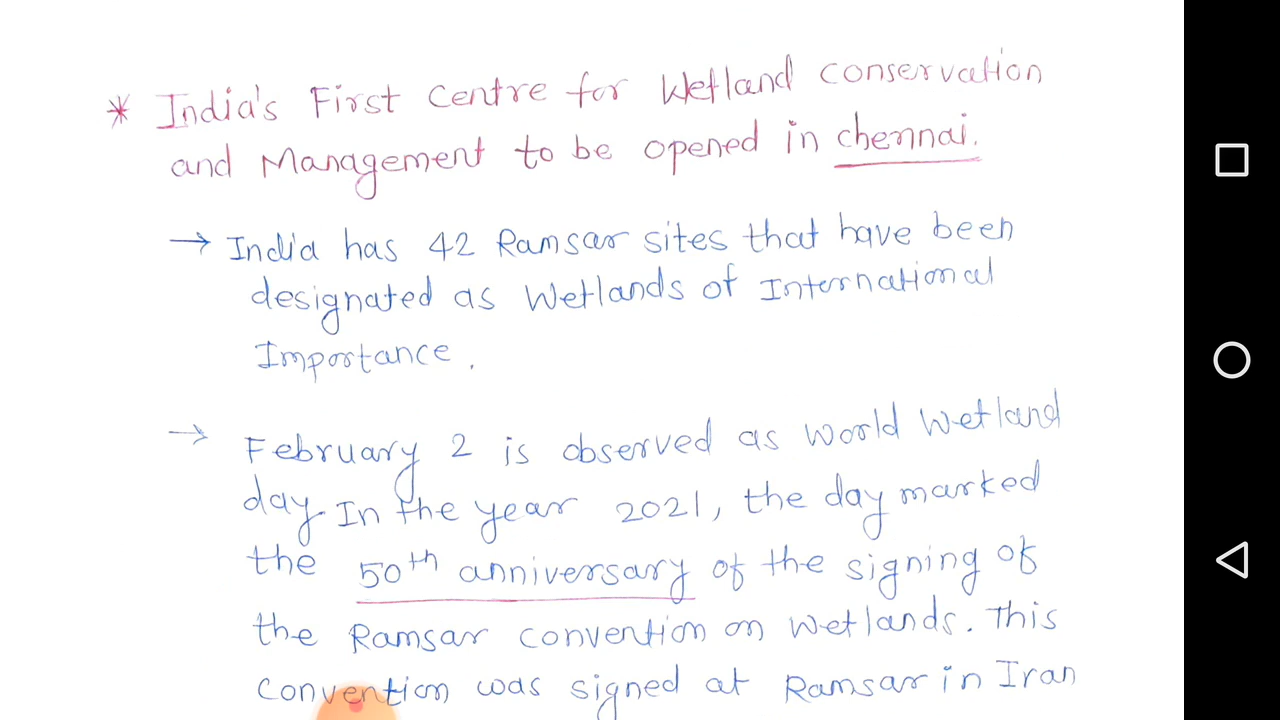 * India's First Centre for Wetland conservation
and Management to be opened in chennai.
→ India has 42 Ramsar sites that have been
designated as Wetlands of International
Importance.
→ February 2 is observed as world wetland
day. In the year 2021, the day marked
the 50th anniversary of the signing of
the Ramsar convention on wetlands. This
convention was signed at Ramsar in Iran